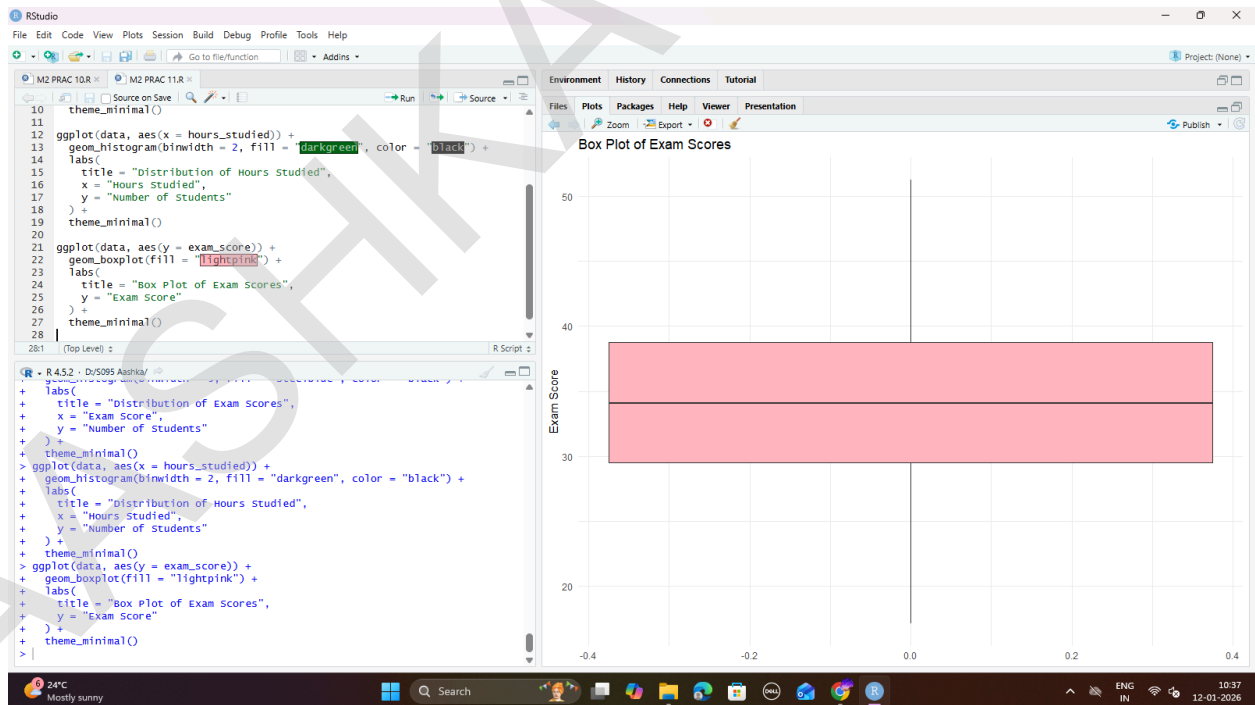 RStudio
File Edit Code View Plots Session Build Debug Profile Tools Help
Go to file/function
Addins
Project: (None)
M2 PRAC 10.R
M2 PRAC 11.R
Source on Save
Run
Source
10 theme_minimal()
11
12 ggplot(data, aes(x = hours_studied)) +
13 geom_histogram(binwidth = 2, fill = "darkgreen", color = "black") +
14 labs(
15 title = "Distribution of Hours Studied",
16 x = "Hours Studied",
17 y = "Number of Students"
18 ) +
19 theme_minimal()
20
21 ggplot(data, aes(y = exam_score)) +
22 geom_boxplot(fill = "lightpink") +
23 labs(
24 title = "Box Plot of Exam Scores",
25 y = "Exam Score"
26 ) +
27 theme_minimal()
28
28:1 (Top Level) R Script
R 4.5.2 · D:/S095 Aashka/
+ labs(
+ title = "Distribution of Exam Scores",
+ x = "Exam Score",
+ y = "Number of Students"
+ ) +
+ theme_minimal()
> ggplot(data, aes(x = hours_studied)) +
+ geom_histogram(binwidth = 2, fill = "darkgreen", color = "black") +
+ labs(
+ title = "Distribution of Hours Studied",
+ x = "Hours Studied",
+ y = "Number of Students"
+ ) +
+ theme_minimal()
> ggplot(data, aes(y = exam_score)) +
+ geom_boxplot(fill = "lightpink") +
+ labs(
+ title = "Box Plot of Exam Scores",
+ y = "Exam Score"
+ ) +
+ theme_minimal()
>
Environment History Connections Tutorial
Files Plots Packages Help Viewer Presentation
Zoom Export Publish
Box Plot of Exam Scores
50
40
30
20
Exam Score
-0.4 -0.2 0.0 0.2 0.4
AASHKA
6
24°C
Mostly sunny
Search
DELL
ENG
IN
10:37
12-01-2026